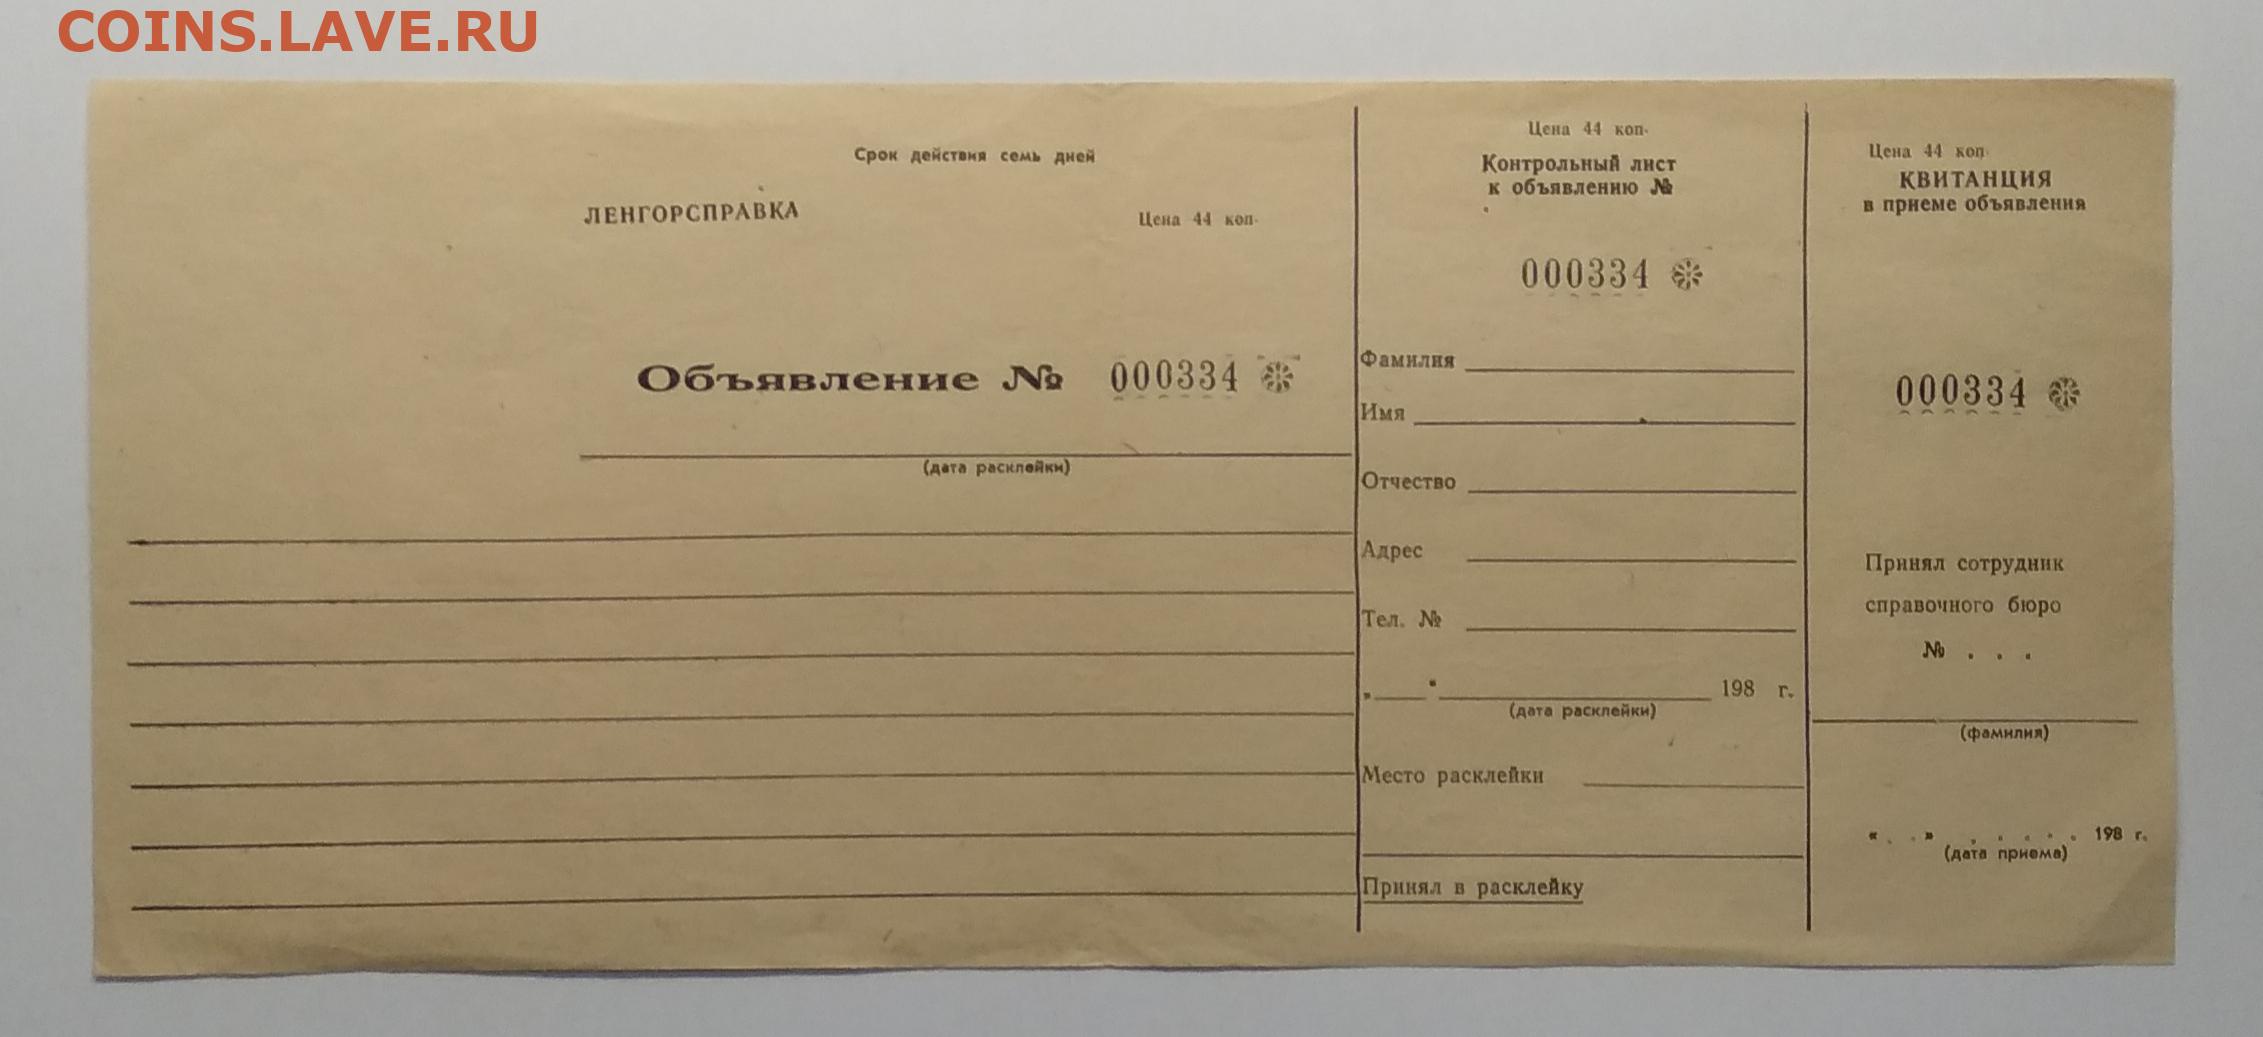 COINS.LAVE.RU
Срок действия семь дней
ЛЕНГОРСПРАВКА
Цена 44 коп.
Объявление № 000334
(дата расклейки)
Цена 44 коп.
Контрольный лист
к объявлению №
000334
Фамилия
Имя
Отчество
Адрес
Тел. №
„ “ 198 г.
(дата расклейки)
Место расклейки
Принял в расклейку
Цена 44 коп.
КВИТАНЦИЯ
в приеме объявления
000334
Принял сотрудник
справочного бюро
№ . . .
(фамилия)
« . . » . . . . . 198 г.
(дата приема)